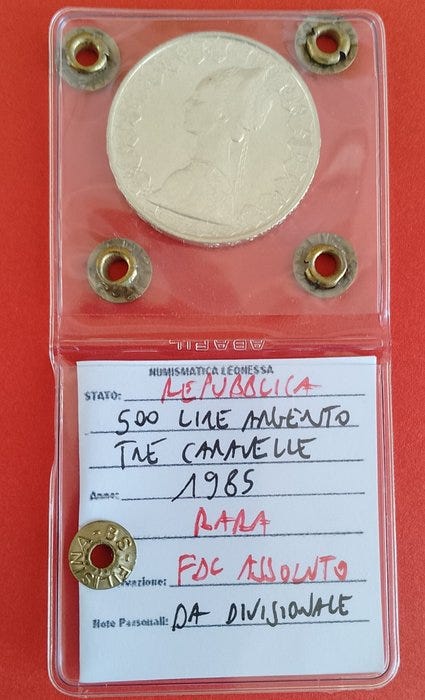 ABAFIL
NUMISMATICA LEONESSA
STATO: REPUBBLICA
500 LIRE ARGENTO
TRE CARAVELLE
Anno: 1985
RARA
vazione: FDC ASSOLUTO
Note Personali: DA DIVISIONALE